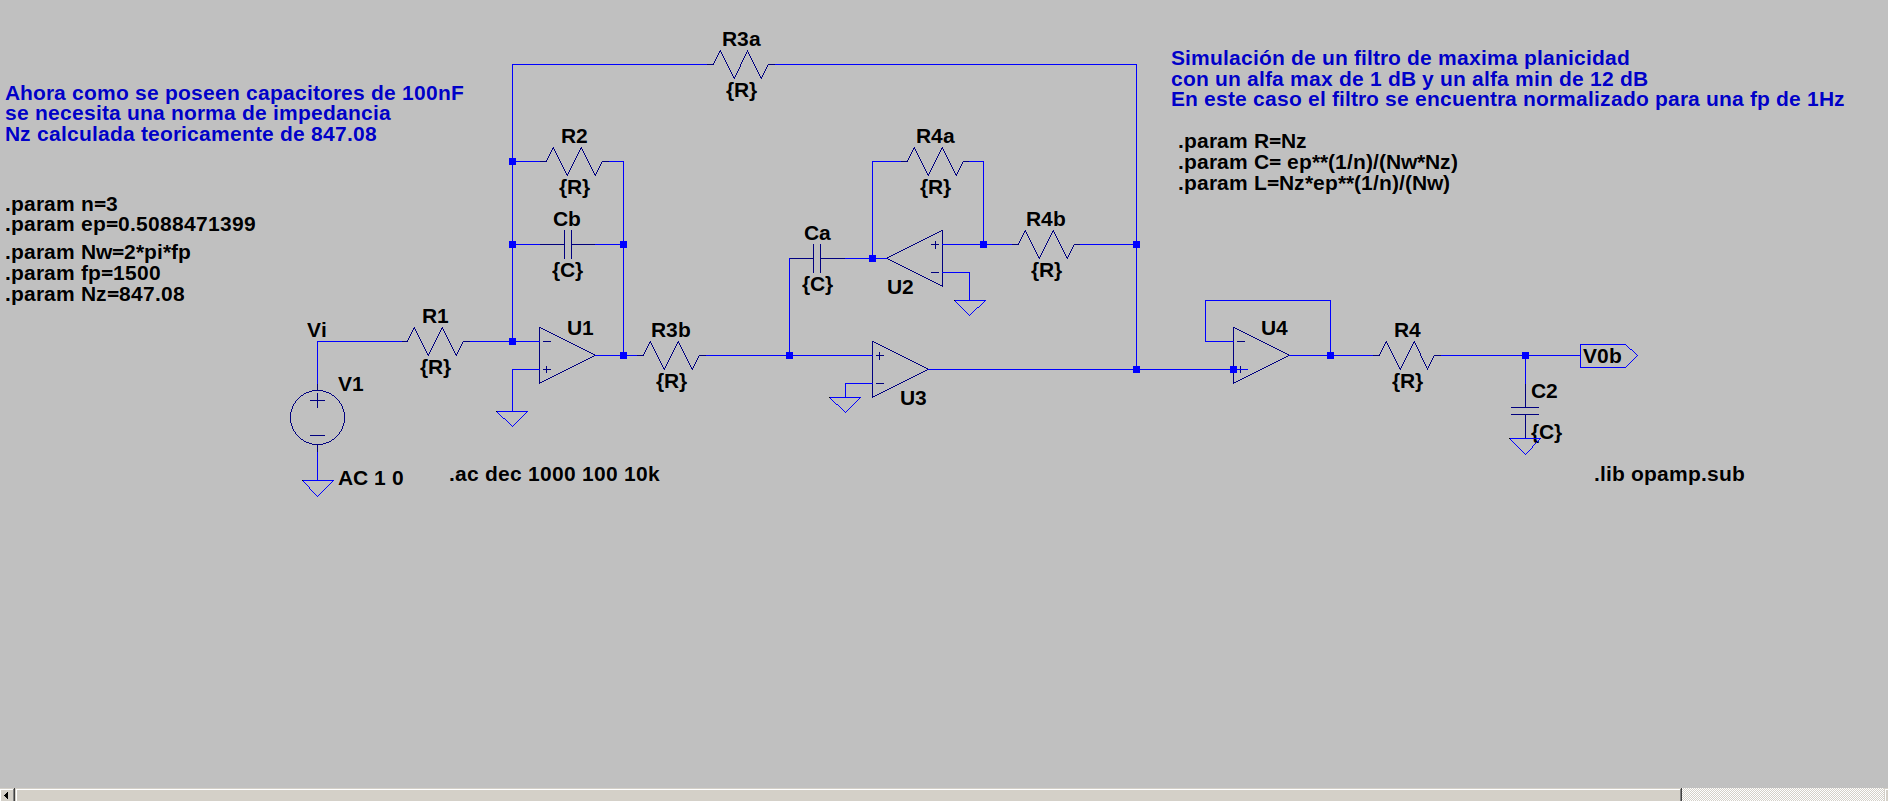 Ahora como se poseen capacitores de 100nF
se necesita una norma de impedancia
Nz calculada teoricamente de 847.08
Simulación de un filtro de maxima planicidad
con un alfa max de 1 dB y un alfa min de 12 dB
En este caso el filtro se encuentra normalizado para una fp de 1Hz
.param R=Nz
.param C= ep**(1/n)/(Nw*Nz)
.param L=Nz*ep**(1/n)/(Nw)
.param n=3
.param ep=0.5088471399
.param Nw=2*pi*fp
.param fp=1500
.param Nz=847.08
R3a
{R}
R2
{R}
Cb
{C}
R4a
{R}
Ca
{C}
U2
R4b
{R}
Vi
R1
{R}
U1
R3b
{R}
U3
U4
R4
{R}
V0b
C2
{C}
V1
AC 1 0
.ac dec 1000 100 10k
.lib opamp.sub